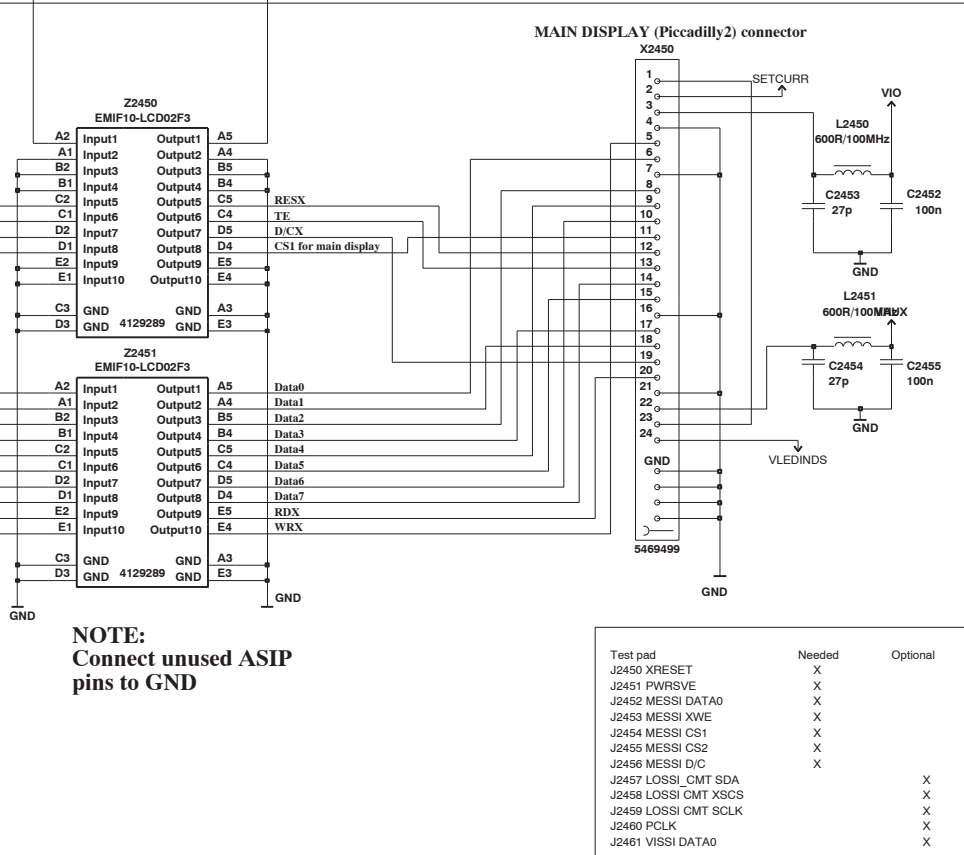 MAIN DISPLAY (Piccadilly2) connector
X2450
1
2
3
4
5
6
7
8
9
10
11
12
13
14
15
16
17
18
19
20
21
22
23
24
GND
5469499
GND
SETCURR
VLEDINDS
VIO
L2450
600R/100MHz
C2453
27p
C2452
100n
GND
L2451
600R/100MHz
VAUX
C2454
27p
C2455
100n
GND
Z2450
EMIF10-LCD02F3
A2 Input1 Output1 A5
A1 Input2 Output2 A4
B2 Input3 Output3 B5
B1 Input4 Output4 B4
C2 Input5 Output5 C5 RESX
C1 Input6 Output6 C4 TE
D2 Input7 Output7 D5 D/CX
D1 Input8 Output8 D4 CS1 for main display
E2 Input9 Output9 E5
E1 Input10 Output10 E4
C3 GND GND A3
D3 GND 4129289 GND E3
Z2451
EMIF10-LCD02F3
A2 Input1 Output1 A5 Data0
A1 Input2 Output2 A4 Data1
B2 Input3 Output3 B5 Data2
B1 Input4 Output4 B4 Data3
C2 Input5 Output5 C5 Data4
C1 Input6 Output6 C4 Data5
D2 Input7 Output7 D5 Data6
D1 Input8 Output8 D4 Data7
E2 Input9 Output9 E5 RDX
E1 Input10 Output10 E4 WRX
C3 GND GND A3
D3 GND 4129289 GND E3
GND
GND
NOTE:
Connect unused ASIP
pins to GND
Test pad Needed Optional
J2450 XRESET X
J2451 PWRSVE X
J2452 MESSI DATA0 X
J2453 MESSI XWE X
J2454 MESSI CS1 X
J2455 MESSI CS2 X
J2456 MESSI D/C X
J2457 LOSSI_CMT SDA X
J2458 LOSSI CMT XSCS X
J2459 LOSSI CMT SCLK X
J2460 PCLK X
J2461 VISSI DATA0 X